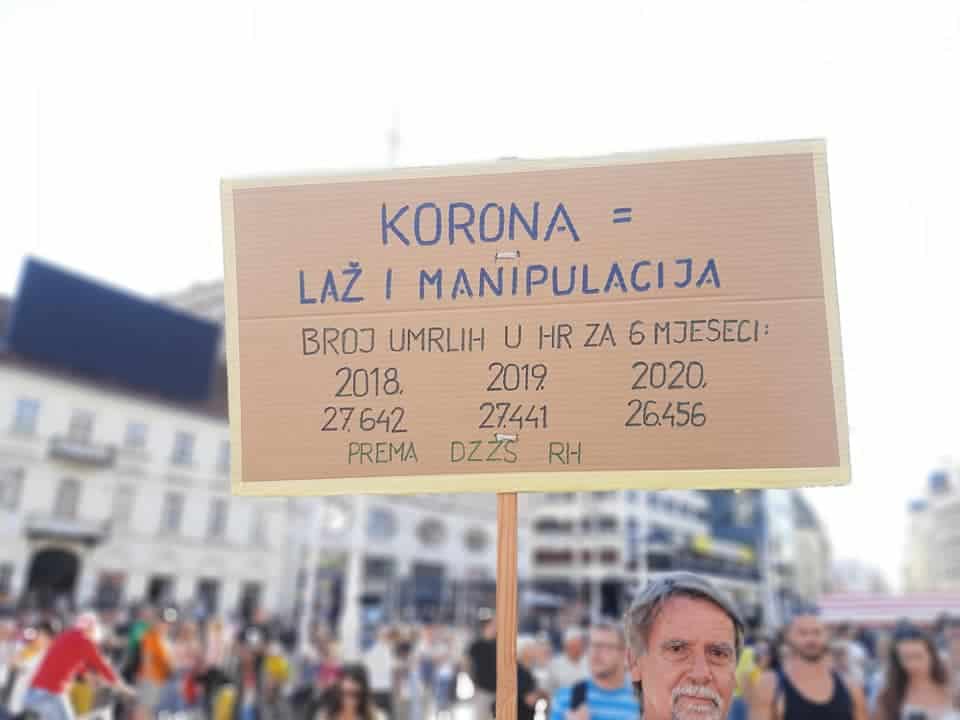 KORONA =
LAŽ I MANIPULACIJA
BROJ UMRLIH U HR ZA 6 MJESECI:
2018. 2019. 2020.
27.642 27.441 26.456
PREMA DZZS RH